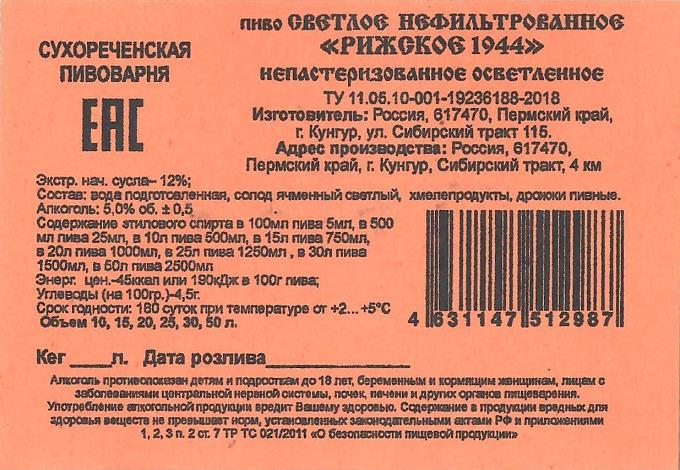 СУХОРЕЧЕНСКАЯ
ПИВОВАРНЯ
EAC
пиво СВЕТЛОЕ НЕФИЛЬТРОВАННОЕ
«РИЖСКОЕ 1944»
НЕПАСТЕРИЗОВАННОЕ ОСВЕТЛЕННОЕ
ТУ 11.05.10-001-19236188-2018
Изготовитель: Россия, 617470, Пермский край,
г. Кунгур, ул. Сибирский тракт 115.
Адрес производства: Россия, 617470,
Пермский край, г. Кунгур, Сибирский тракт, 4 км
Экстр. нач. сусла– 12%;
Состав: вода подготовленная, солод ячменный светлый, хмелепродукты, дрожжи пивные.
Алкоголь: 5,0% об. ± 0,5
Содержание этилового спирта в 100мл пива 5мл, в 500
мл пива 25мл, в 10л пива 500мл, в 15л пива 750мл,
в 20л пива 1000мл, в 25л пива 1250мл , в 30л пива
1500мл, в 50л пива 2500мл
Энерг. цен.-45ккал или 190кДж в 100г пива;
Углеводы (на 100гр.)-4,5г.
Срок годности: 180 суток при температуре от +2...+5°С
Объем 10, 15, 20, 25, 30, 50 л.
4 631147 512987
Кег ____л. Дата розлива______________
Алкоголь противопоказан детям и подросткам до 18 лет, беременным и кормящим женщинам, лицам с
заболеваниями центральной нервной системы, почек, печени и других органов пищеварения.
Употребление алкогольной продукции вредит Вашему здоровью. Содержание в продукции вредных для
здоровья веществ не превышает норм, установленных законодательными актами РФ и приложениями
1, 2, 3 п. 2 ст. 7 ТР ТС 021/2011 «О безопасности пищевой продукции»